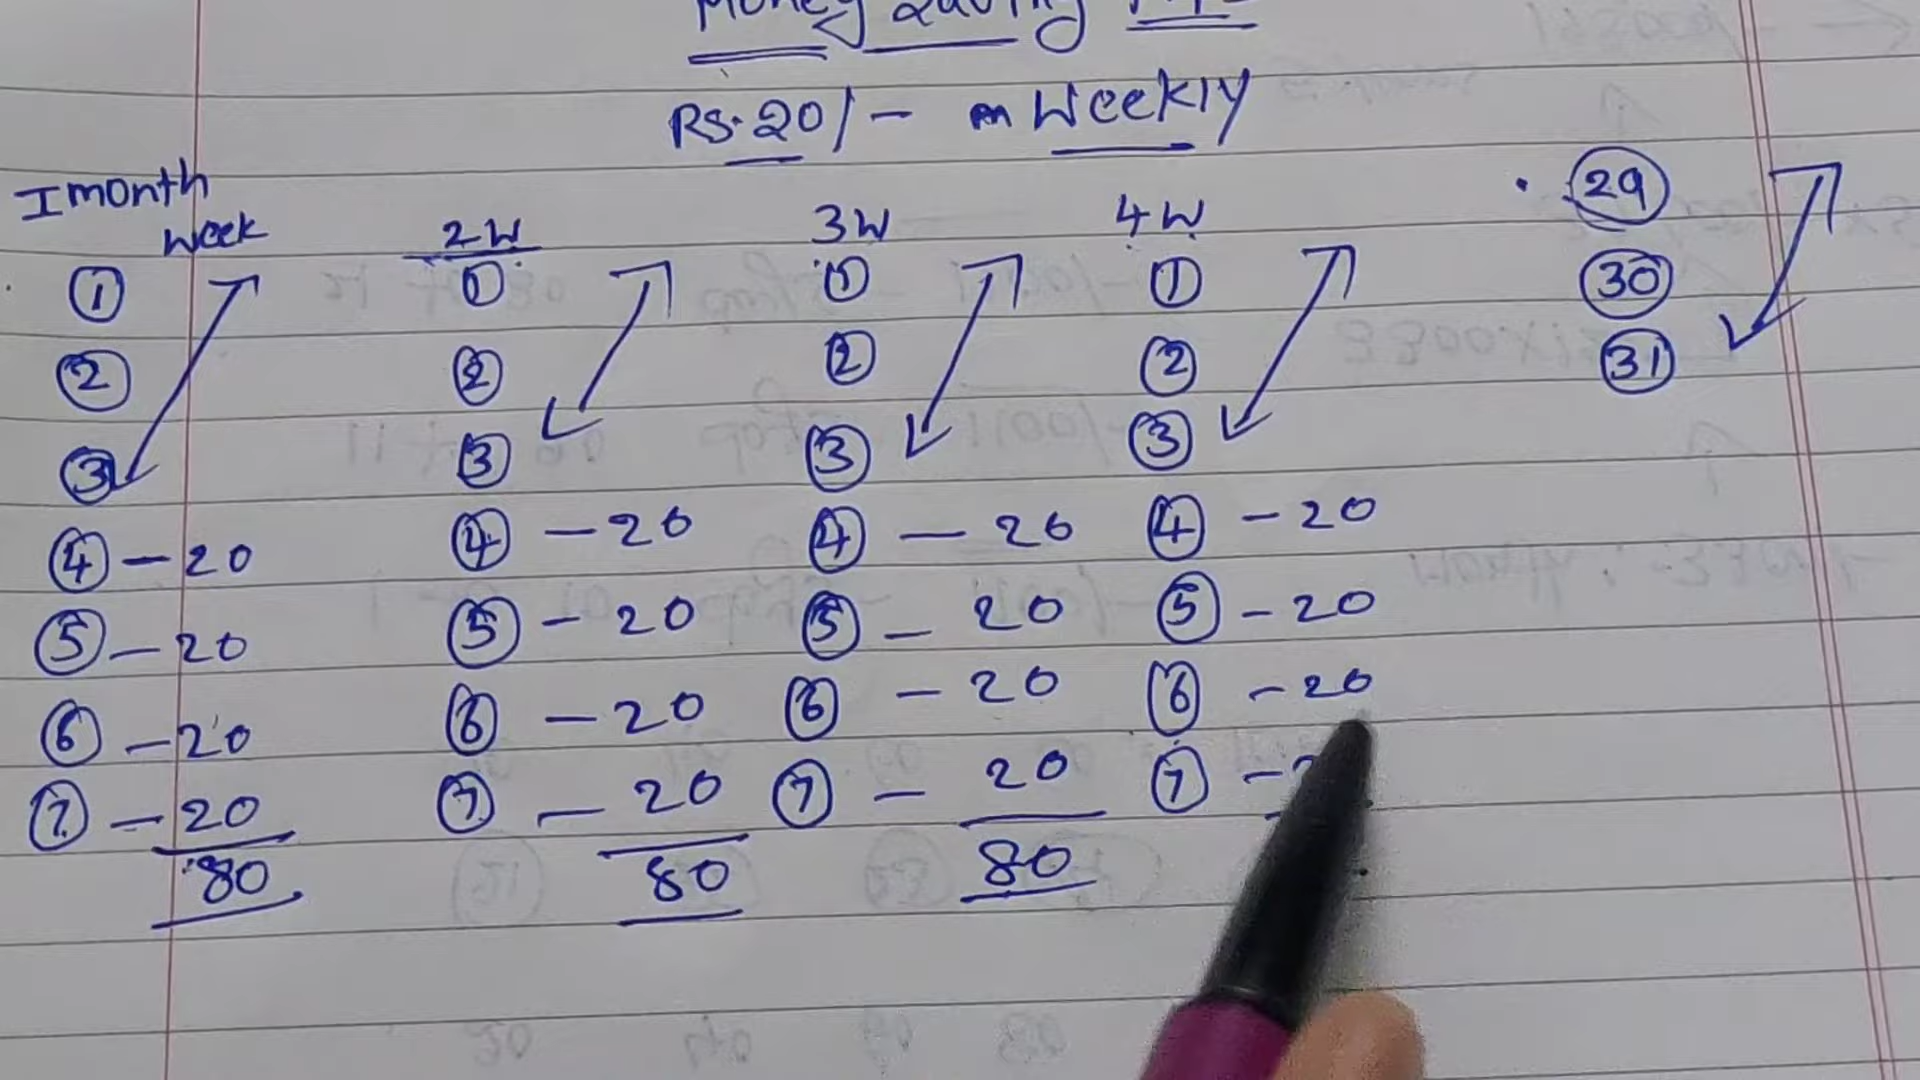 Money Saving
RS. 20/- Weekly
I month
week 2W 3W 4W 29
1 1 1 1 30
2 2 2 2 31
3 3 3 3
4 - 20 4 - 20 4 - 20 4 - 20
5 - 20 5 - 20 5 - 20 5 - 20
6 - 20 6 - 20 6 - 20 6 - 20
7 - 20 7 - 20 7 - 20 7 -
80 80 80